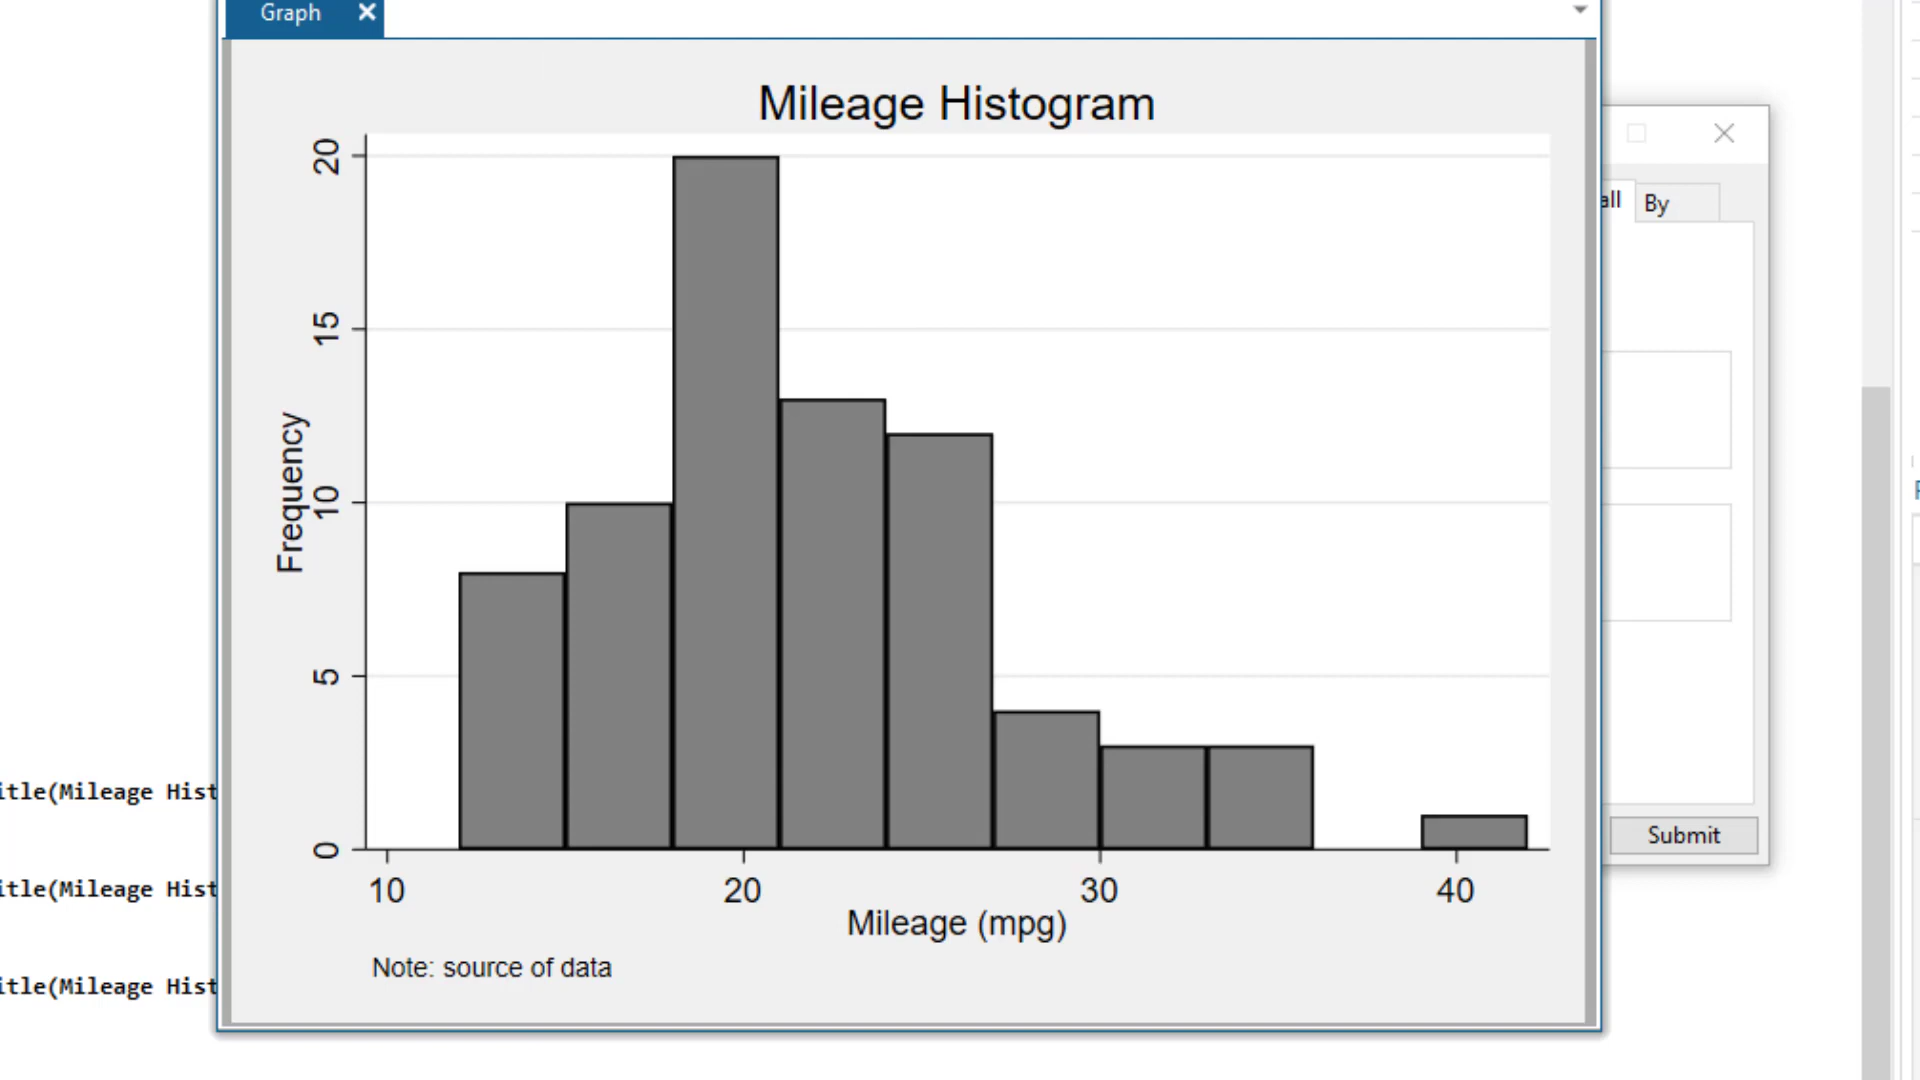 Graph
Mileage Histogram
20
15
10
5
0
Frequency
10 20 30 40
Mileage (mpg)
Note: source of data
all By
Submit
itle(Mileage Hist
itle(Mileage Hist
itle(Mileage Hist